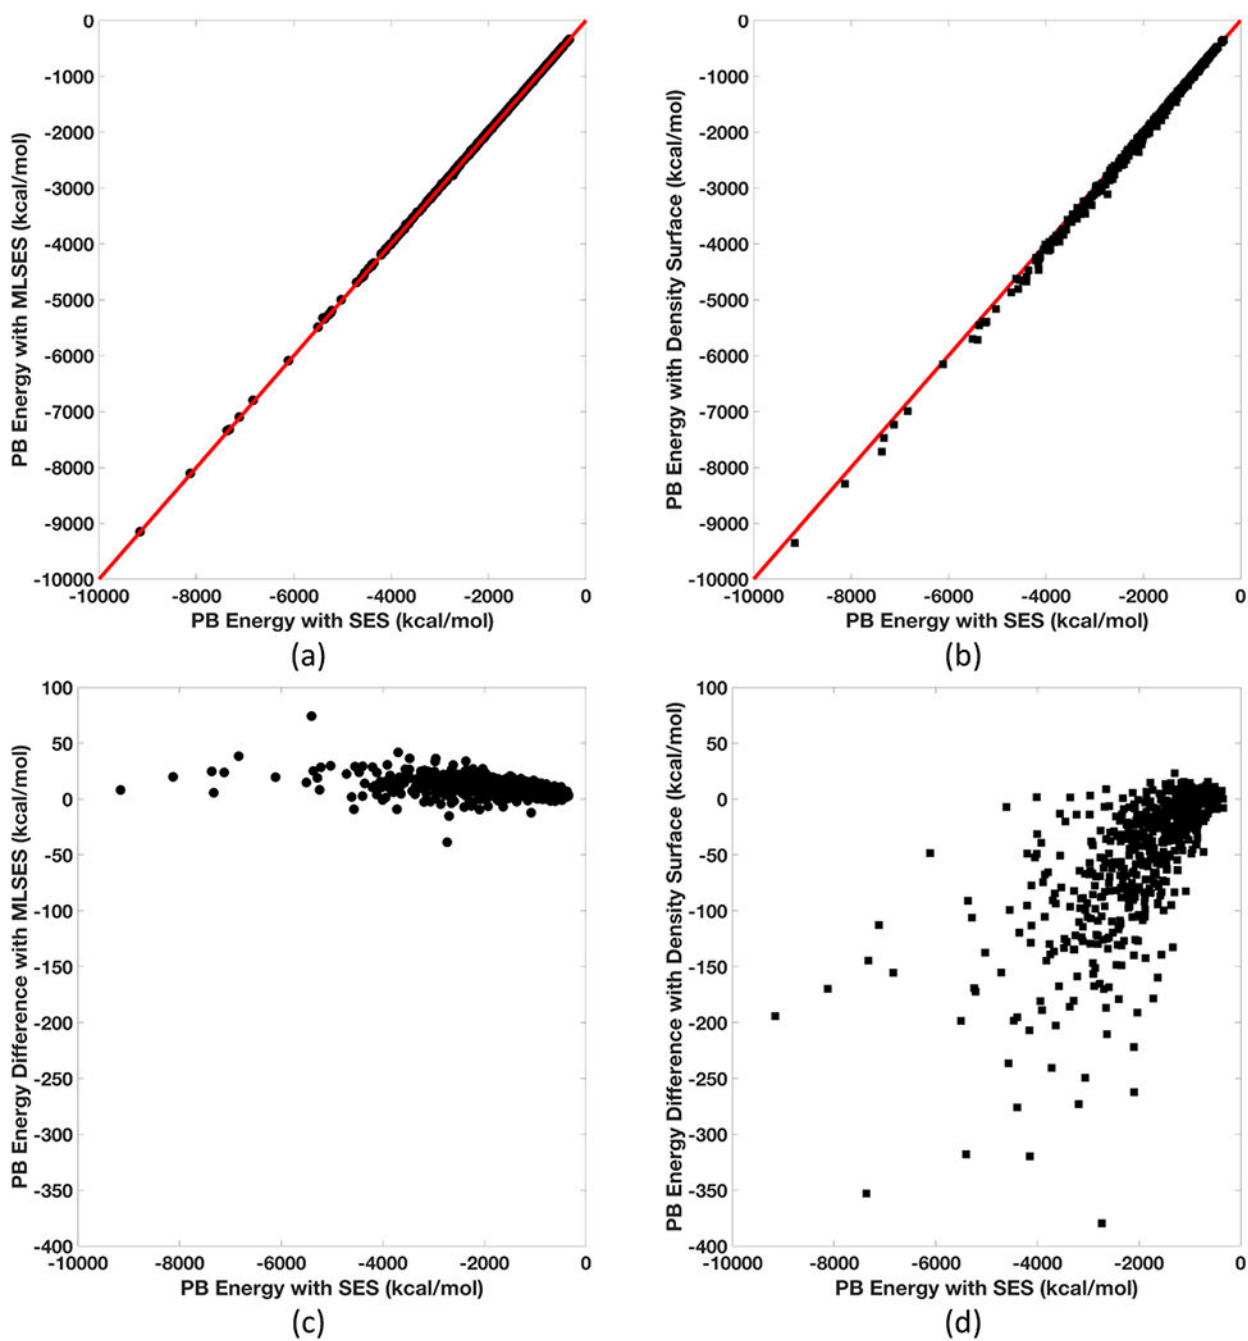 0
-1000
-2000
-3000
-4000
-5000
-6000
-7000
-8000
-9000
-10000
PB Energy with MLSES (kcal/mol)
-10000 -8000 -6000 -4000 -2000 0
PB Energy with SES (kcal/mol)
(a)
0
-1000
-2000
-3000
-4000
-5000
-6000
-7000
-8000
-9000
-10000
PB Energy with Density Surface (kcal/mol)
-10000 -8000 -6000 -4000 -2000 0
PB Energy with SES (kcal/mol)
(b)
100
50
0
-50
-100
-150
-200
-250
-300
-350
-400
PB Energy Difference with MLSES (kcal/mol)
-10000 -8000 -6000 -4000 -2000 0
PB Energy with SES (kcal/mol)
(c)
100
50
0
-50
-100
-150
-200
-250
-300
-350
-400
PB Energy Difference with Density Surface (kcal/mol)
-10000 -8000 -6000 -4000 -2000 0
PB Energy with SES (kcal/mol)
(d)